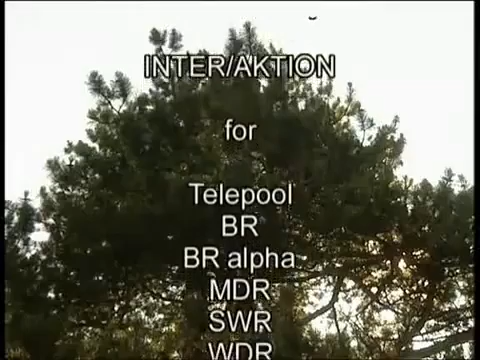 INTER/AKTION
for
Telepool
BR
BR alpha
MDR
SWR
WDR